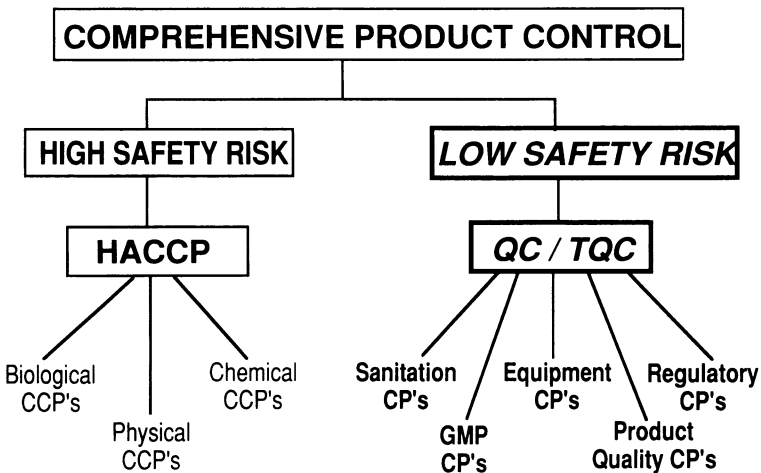 COMPREHENSIVE PRODUCT CONTROL
HIGH SAFETY RISK
LOW SAFETY RISK
HACCP
QC / TQC
Biological
CCP's
Physical
CCP's
Chemical
CCP's
Sanitation
CP's
GMP
CP's
Equipment
CP's
Product
Quality CP's
Regulatory
CP's